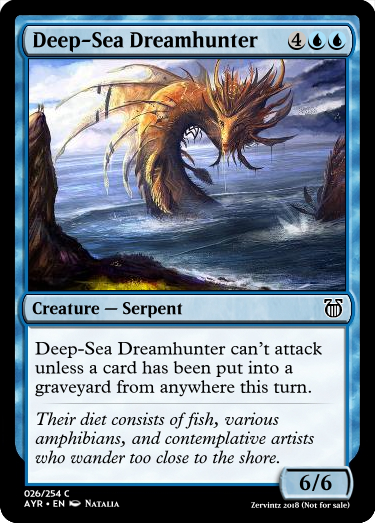 Deep-Sea Dreamhunter 4
Creature — Serpent
Deep-Sea Dreamhunter can't attack
unless a card has been put into a
graveyard from anywhere this turn.
Their diet consists of fish, various
amphibians, and contemplative artists
who wander too close to the shore.
6/6
026/254 C
AYR • EN Natalia
Zervintz 2018 (Not for sale)